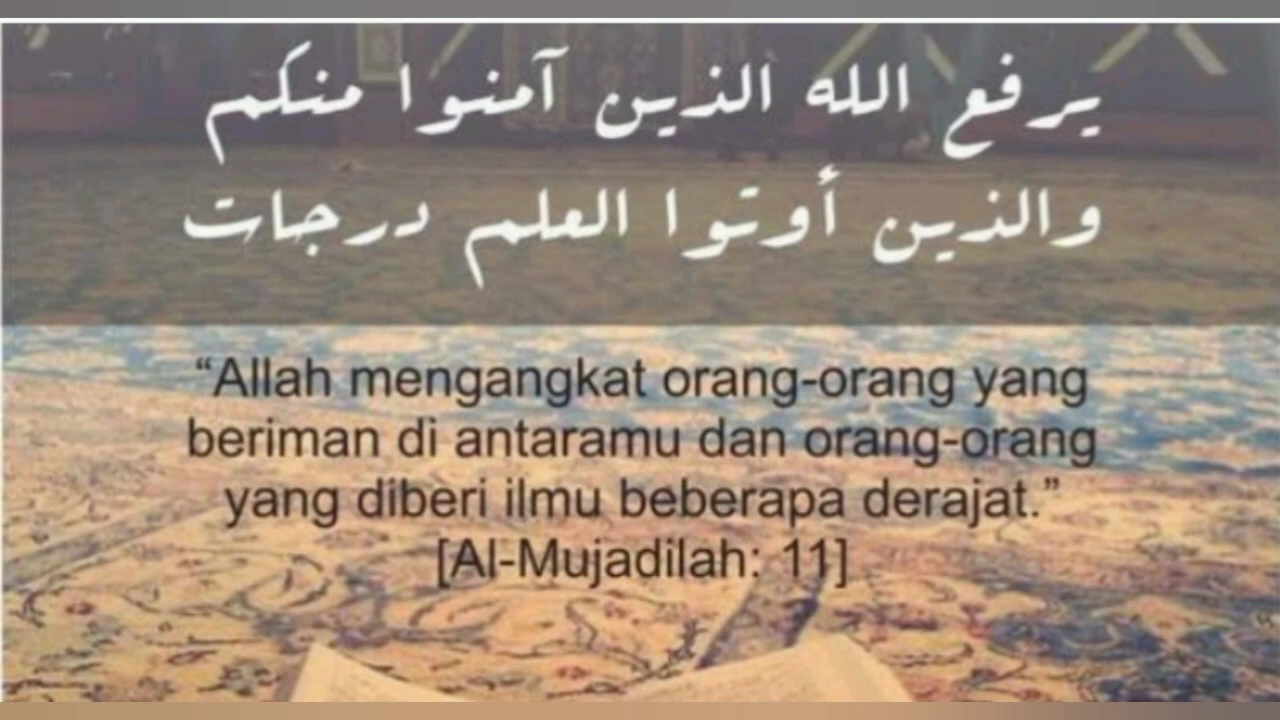 يرفع الله الذين آمنوا منكم
والذين أوتوا العلم درجات
“Allah mengangkat orang-orang yang
beriman di antaramu dan orang-orang
yang diberi ilmu beberapa derajat.”
[Al-Mujadilah: 11]